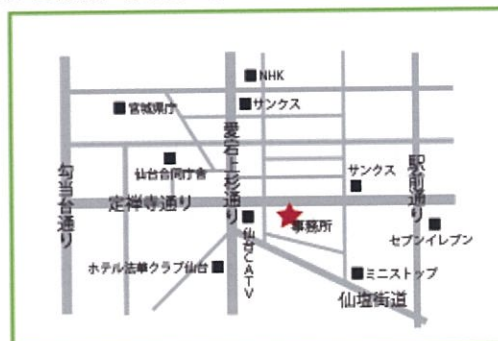 NHK
サンクス
宮城県庁
愛宕上杉通り
仙台合同庁舎
サンクス
駅前通り
勾当台通り
定禅寺通り
事務所
セブンイレブン
仙台CATV
ホテル法華クラブ仙台
ミニストップ
仙塩街道